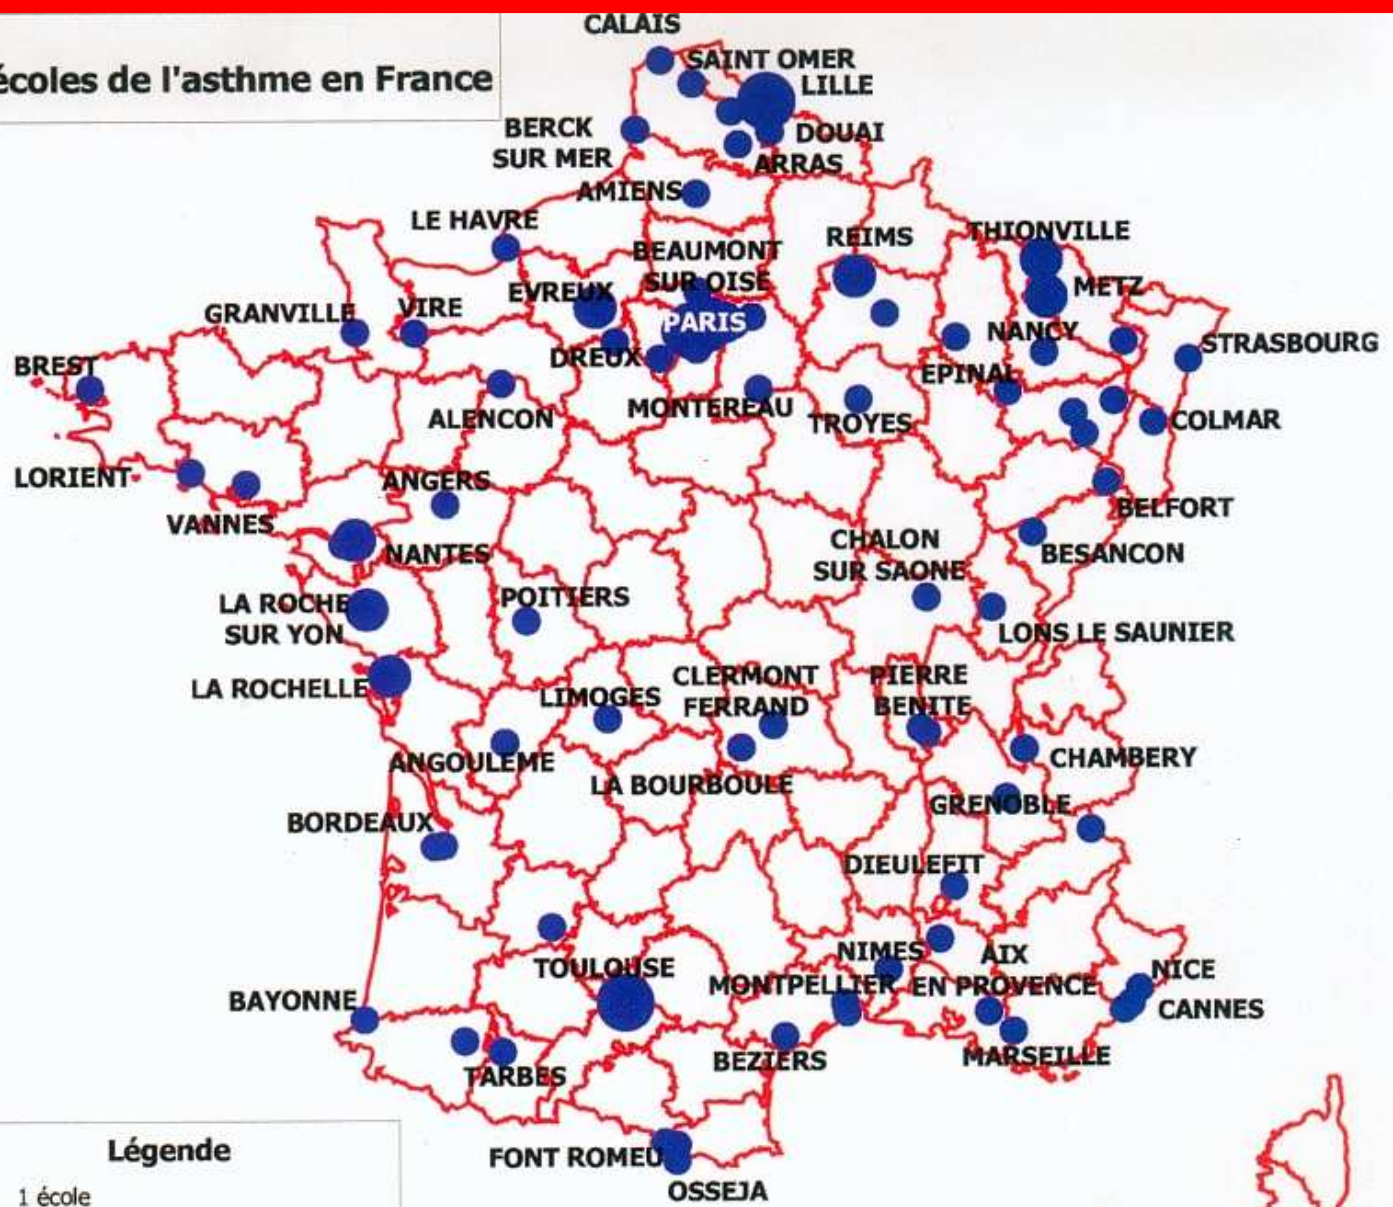 écoles de l'asthme en France
CALAIS
SAINT OMER
LILLE
BERCK
SUR MER
DOUAI
ARRAS
AMIENS
LE HAVRE
BEAUMONT
SUR OISE
REIMS
THIONVILLE
EVREUX
METZ
GRANVILLE
VIRE
PARIS
NANCY
STRASBOURG
BREST
DREUX
EPINAL
ALENCON
MONTEREAU
TROYES
COLMAR
LORIENT
ANGERS
BELFORT
VANNES
NANTES
CHALON
SUR SAONE
BESANCON
LA ROCHE
SUR YON
POITIERS
LONS LE SAUNIER
LA ROCHELLE
LIMOGES
CLERMONT
FERRAND
PIERRE
BENITE
ANGOULEME
LA BOURBOULE
CHAMBERY
GRENOBLE
BORDEAUX
DIEULEFIT
TOULOUSE
NIMES
MONTPELLIER
AIX
EN PROVENCE
NICE
CANNES
BAYONNE
TARBES
BEZIERS
MARSEILLE
FONT ROMEU
OSSEJA
Légende
1 école